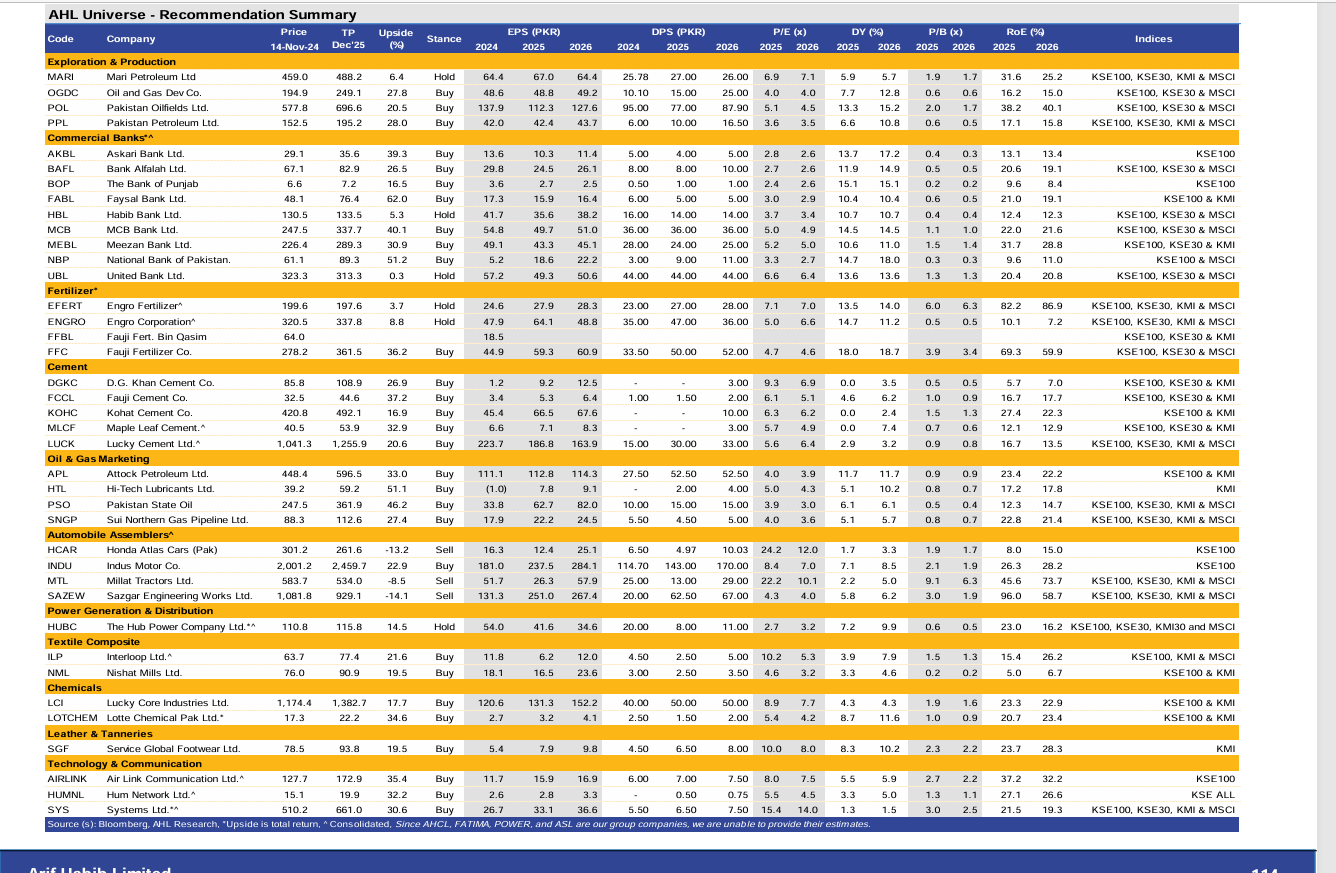 AHL Universe - Recommendation Summary
Code Company Price TP Upside Stance EPS (PKR) DPS (PKR) P/E (x) DY (%) P/B (x) RoE (%) Indices
14-Nov-24 Dec'25 (%) 2024 2025 2026 2024 2025 2026 2025 2026 2025 2026 2025 2026 2025 2026
Exploration & Production
MARI Mari Petroleum Ltd 459.0 488.2 6.4 Hold 64.4 67.0 64.4 25.78 27.00 26.00 6.9 7.1 5.9 5.7 1.9 1.7 31.6 25.2 KSE100, KSE30, KMI & MSCI
OGDC Oil and Gas Dev Co. 194.9 249.1 27.8 Buy 48.6 48.8 49.2 10.10 15.00 25.00 4.0 4.0 7.7 12.8 0.6 0.6 16.2 15.0 KSE100, KSE30, KMI & MSCI
POL Pakistan Oilfields Ltd. 577.8 696.6 20.5 Buy 137.9 112.3 127.6 95.00 77.00 87.90 5.1 4.5 13.3 15.2 2.0 1.7 38.2 40.1 KSE100, KSE30, KMI & MSCI
PPL Pakistan Petroleum Ltd. 152.5 195.2 28.0 Buy 42.0 42.4 43.7 6.00 10.00 16.50 3.6 3.5 6.6 10.8 0.6 0.5 17.1 15.8 KSE100, KSE30, KMI & MSCI
Commercial Banks*^
AKBL Askari Bank Ltd. 29.1 35.6 39.3 Buy 13.6 10.3 11.4 5.00 4.00 5.00 2.8 2.6 13.7 17.2 0.4 0.3 13.1 13.4 KSE100
BAFL Bank Alfalah Ltd. 67.1 82.9 26.5 Buy 29.8 24.5 26.1 8.00 8.00 10.00 2.7 2.6 11.9 14.9 0.5 0.5 20.6 19.1 KSE100, KSE30 & MSCI
BOP The Bank of Punjab 6.6 7.2 16.5 Buy 3.6 2.7 2.5 0.50 1.00 1.00 2.4 2.6 15.1 15.1 0.2 0.2 9.6 8.4 KSE100
FABL Faysal Bank Ltd. 48.1 76.4 62.0 Buy 17.3 15.9 16.4 6.00 5.00 5.00 3.0 2.9 10.4 10.4 0.6 0.5 21.0 19.1 KSE100 & KMI
HBL Habib Bank Ltd. 130.5 133.5 5.3 Hold 41.7 35.6 38.2 16.00 14.00 14.00 3.7 3.4 10.7 10.7 0.4 0.4 12.4 12.3 KSE100, KSE30 & MSCI
MCB MCB Bank Ltd. 247.5 337.7 40.1 Buy 54.8 49.7 51.0 36.00 36.00 36.00 5.0 4.9 14.5 14.5 1.1 1.0 22.0 21.6 KSE100, KSE30 & MSCI
MEBL Meezan Bank Ltd. 226.4 289.3 30.9 Buy 49.1 43.3 45.1 28.00 24.00 25.00 5.2 5.0 10.6 11.0 1.5 1.4 31.7 28.8 KSE100, KSE30 & KMI
NBP National Bank of Pakistan. 61.1 89.3 51.2 Buy 5.2 18.6 22.2 3.00 9.00 11.00 3.3 2.7 14.7 18.0 0.3 0.3 9.6 11.0 KSE100 & MSCI
UBL United Bank Ltd. 323.3 313.3 0.3 Hold 57.2 49.3 50.6 44.00 44.00 44.00 6.6 6.4 13.6 13.6 1.3 1.3 20.4 20.8 KSE100, KSE30 & MSCI
Fertilizer*
EFERT Engro Fertilizer^ 199.6 197.6 3.7 Hold 24.6 27.9 28.3 23.00 27.00 28.00 7.1 7.0 13.5 14.0 6.0 6.3 82.2 86.9 KSE100, KSE30, KMI & MSCI
ENGRO Engro Corporation^ 320.5 337.8 8.8 Hold 47.9 64.1 48.8 35.00 47.00 36.00 5.0 6.6 14.7 11.2 0.5 0.5 10.1 7.2 KSE100, KSE30, KMI & MSCI
FFBL Fauji Fert. Bin Qasim 64.0 18.5 KSE100, KSE30 & KMI
FFC Fauji Fertilizer Co. 278.2 361.5 36.2 Buy 44.9 59.3 60.9 33.50 50.00 52.00 4.7 4.6 18.0 18.7 3.9 3.4 69.3 59.9 KSE100, KSE30 & MSCI
Cement
DGKC D.G. Khan Cement Co. 85.8 108.9 26.9 Buy 1.2 9.2 12.5 - - 3.00 9.3 6.9 0.0 3.5 0.5 0.5 5.7 7.0 KSE100, KSE30 & KMI
FCCL Fauji Cement Co. 32.5 44.6 37.2 Buy 3.4 5.3 6.4 1.00 1.50 2.00 6.1 5.1 4.6 6.2 1.0 0.9 16.7 17.7 KSE100, KSE30 & KMI
KOHC Kohat Cement Co. 420.8 492.1 16.9 Buy 45.4 66.5 67.6 - - 10.00 6.3 6.2 0.0 2.4 1.5 1.3 27.4 22.3 KSE100 & KMI
MLCF Maple Leaf Cement.^ 40.5 53.9 32.9 Buy 6.6 7.1 8.3 - - 3.00 5.7 4.9 0.0 7.4 0.7 0.6 12.1 12.9 KSE100, KSE30 & KMI
LUCK Lucky Cement Ltd.^ 1,041.3 1,255.9 20.6 Buy 223.7 186.8 163.9 15.00 30.00 33.00 5.6 6.4 2.9 3.2 0.9 0.8 16.7 13.5 KSE100, KSE30, KMI & MSCI
Oil & Gas Marketing
APL Attock Petroleum Ltd. 448.4 596.5 33.0 Buy 111.1 112.8 114.3 27.50 52.50 52.50 4.0 3.9 11.7 11.7 0.9 0.9 23.4 22.2 KSE100 & KMI
HTL Hi-Tech Lubricants Ltd. 39.2 59.2 51.1 Buy (1.0) 7.8 9.1 - 2.00 4.00 5.0 4.3 5.1 10.2 0.8 0.7 17.2 17.8 KMI
PSO Pakistan State Oil 247.5 361.9 46.2 Buy 33.8 62.7 82.0 10.00 15.00 15.00 3.9 3.0 6.1 6.1 0.5 0.4 12.3 14.7 KSE100, KSE30, KMI & MSCI
SNGP Sui Northern Gas Pipeline Ltd. 88.3 112.6 27.4 Buy 17.9 22.2 24.5 5.50 4.50 5.00 4.0 3.6 5.1 5.7 0.8 0.7 22.8 21.4 KSE100, KSE30, KMI & MSCI
Automobile Assemblers^
HCAR Honda Atlas Cars (Pak) 301.2 261.6 -13.2 Sell 16.3 12.4 25.1 6.50 4.97 10.03 24.2 12.0 1.7 3.3 1.9 1.7 8.0 15.0 KSE100
INDU Indus Motor Co. 2,001.2 2,459.7 22.9 Buy 181.0 237.5 284.1 114.70 143.00 170.00 8.4 7.0 7.1 8.5 2.1 1.9 26.3 28.2 KSE100
MTL Millat Tractors Ltd. 583.7 534.0 -8.5 Sell 51.7 26.3 57.9 25.00 13.00 29.00 22.2 10.1 2.2 5.0 9.1 6.3 45.6 73.7 KSE100, KSE30, KMI & MSCI
SAZEW Sazgar Engineering Works Ltd. 1,081.8 929.1 -14.1 Sell 131.3 251.0 267.4 20.00 62.50 67.00 4.3 4.0 5.8 6.2 3.0 1.9 96.0 58.7 KSE100, KSE30, KMI & MSCI
Power Generation & Distribution
HUBC The Hub Power Company Ltd.*^ 110.8 115.8 14.5 Hold 54.0 41.6 34.6 20.00 8.00 11.00 2.7 3.2 7.2 9.9 0.6 0.5 23.0 16.2 KSE100, KSE30, KMI30 and MSCI
Textile Composite
ILP Interloop Ltd.^ 63.7 77.4 21.6 Buy 11.8 6.2 12.0 4.50 2.50 5.00 10.2 5.3 3.9 7.9 1.5 1.3 15.4 26.2 KSE100, KMI & MSCI
NML Nishat Mills Ltd. 76.0 90.9 19.5 Buy 18.1 16.5 23.6 3.00 2.50 3.50 4.6 3.2 3.3 4.6 0.2 0.2 5.0 6.7 KSE100 & KMI
Chemicals
LCI Lucky Core Industries Ltd. 1,174.4 1,382.7 17.7 Buy 120.6 131.3 152.2 40.00 50.00 50.00 8.9 7.7 4.3 4.3 1.9 1.6 23.3 22.9 KSE100 & KMI
LOTCHEM Lotte Chemical Pak Ltd.* 17.3 22.2 34.6 Buy 2.7 3.2 4.1 2.50 1.50 2.00 5.4 4.2 8.7 11.6 1.0 0.9 20.7 23.4 KSE100 & KMI
Leather & Tanneries
SGF Service Global Footwear Ltd. 78.5 93.8 19.5 Buy 5.4 7.9 9.8 4.50 6.50 8.00 10.0 8.0 8.3 10.2 2.3 2.2 23.7 28.3 KMI
Technology & Communication
AIRLINK Air Link Communication Ltd.^ 127.7 172.9 35.4 Buy 11.7 15.9 16.9 6.00 7.00 7.50 8.0 7.5 5.5 5.9 2.7 2.2 37.2 32.2 KSE100
HUMNL Hum Network Ltd.^ 15.1 19.9 32.2 Buy 2.6 2.8 3.3 - 0.50 0.75 5.5 4.5 3.3 5.0 1.3 1.1 27.1 26.6 KSE ALL
SYS Systems Ltd.*^ 510.2 661.0 30.6 Buy 26.7 33.1 36.6 5.50 6.50 7.50 15.4 14.0 1.3 1.5 3.0 2.5 21.5 19.3 KSE100, KSE30, KMI & MSCI
Source (s): Bloomberg, AHL Research, *Upside is total return, ^ Consolidated, Since AHCL, FATIMA, POWER, and ASL are our group companies, we are unable to provide their estimates.
Arif Habib Limited 114